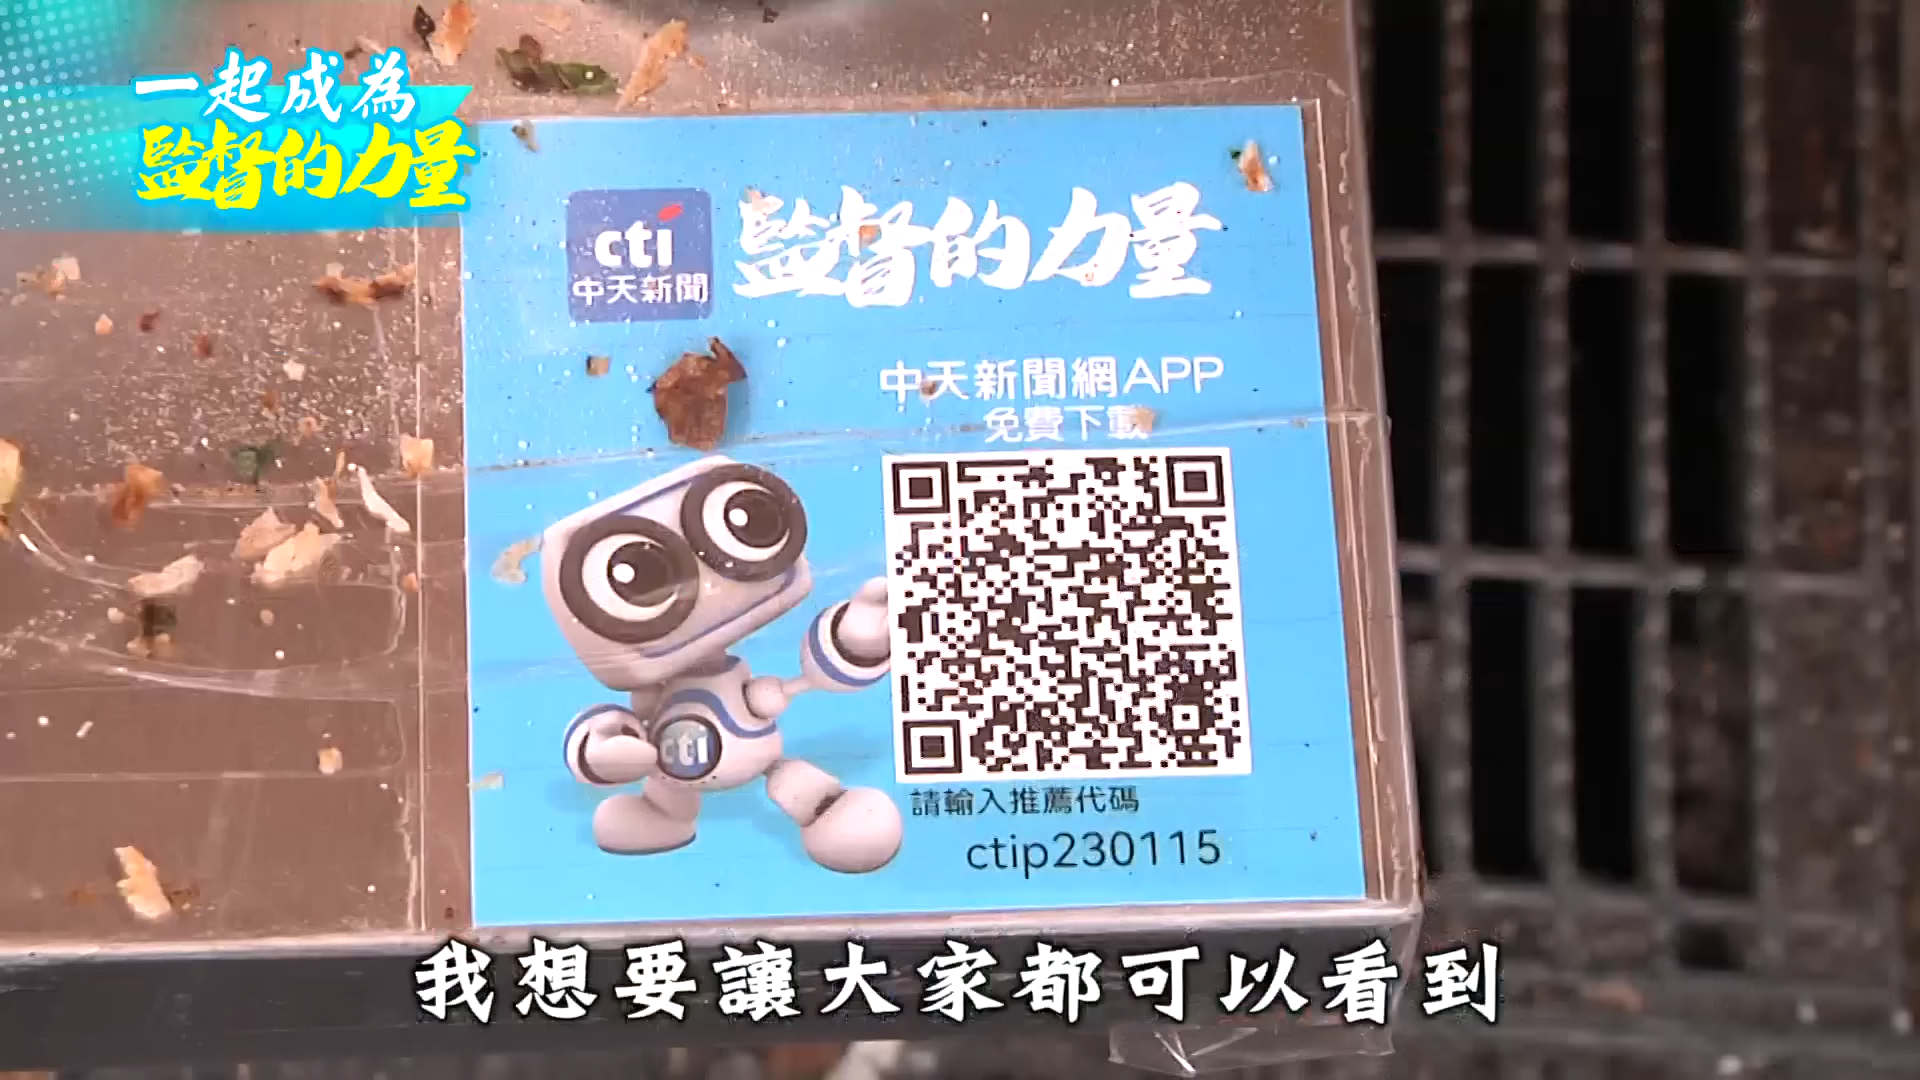 一起成為
監督的力量
cti
中天新聞
監督的力量
中天新聞網APP
免費下載
cti
請輸入推薦代碼
ctip230115
我想要讓大家都可以看到